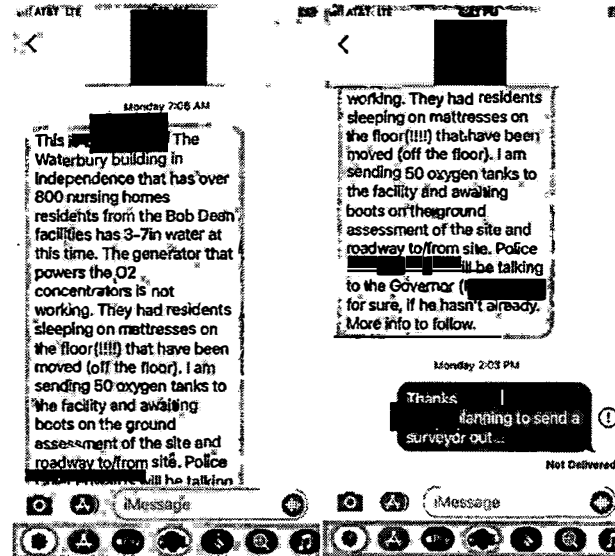 AT&T LTE
Monday 7:06 AM
This The
Waterbury building in
Independence that has over
800 nursing homes
residents from the Bob Dean
facilities has 3-7in water at
this time. The generator that
powers the O2
concentrators is not
working. They had residents
sleeping on mattresses on
the floor(!!!!) that have been
moved (off the floor). I am
sending 50 oxygen tanks to
the facility and awaiting
boots on the ground
assessment of the site and
roadway to/from site. Police
will be talking
iMessage
AT&T LTE
working. They had residents
sleeping on mattresses on
the floor(!!!!) that have been
moved (off the floor). I am
sending 50 oxygen tanks to
the facility and awaiting
boots on the ground
assessment of the site and
roadway to/from site. Police
will be talking
to the Governor (
for sure, if he hasn't already.
More info to follow.
Monday 2:03 PM
Thanks
planning to send a
surveyor out...
Not Delivered
iMessage